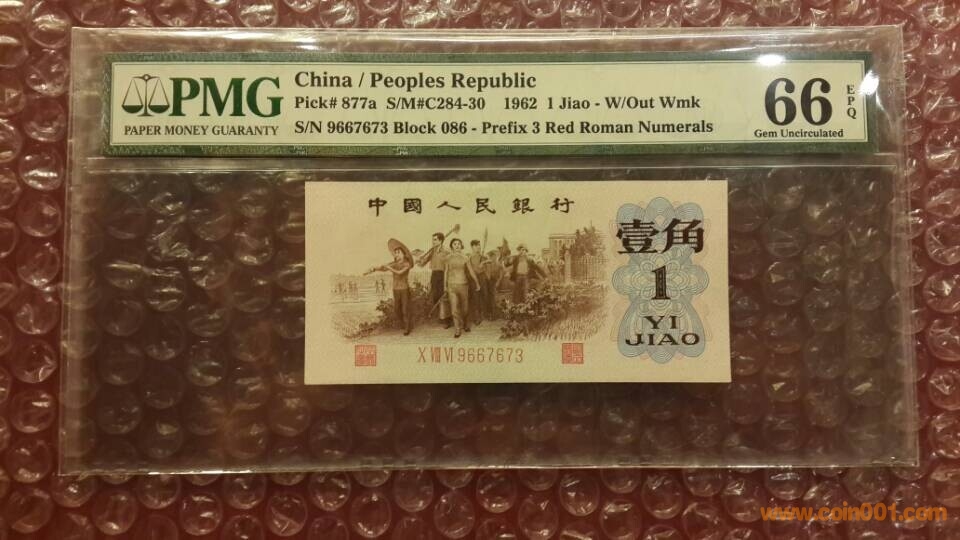 PMG
PAPER MONEY GUARANTY
China / Peoples Republic
Pick# 877a S/M#C284-30 1962 1 Jiao - W/Out Wmk
S/N 9667673 Block 086 - Prefix 3 Red Roman Numerals
66
EPQ
Gem Uncirculated
中國人民銀行
壹角
1
YI
JIAO
X VIII VI 9667673
www.coin001.com